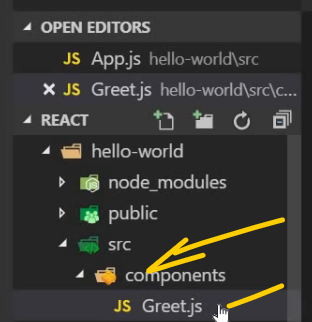 OPEN EDITORS
JS App.js hello-world\src
JS Greet.js hello-world\src\c...
REACT
hello-world
node_modules
public
src
components
JS Greet.js